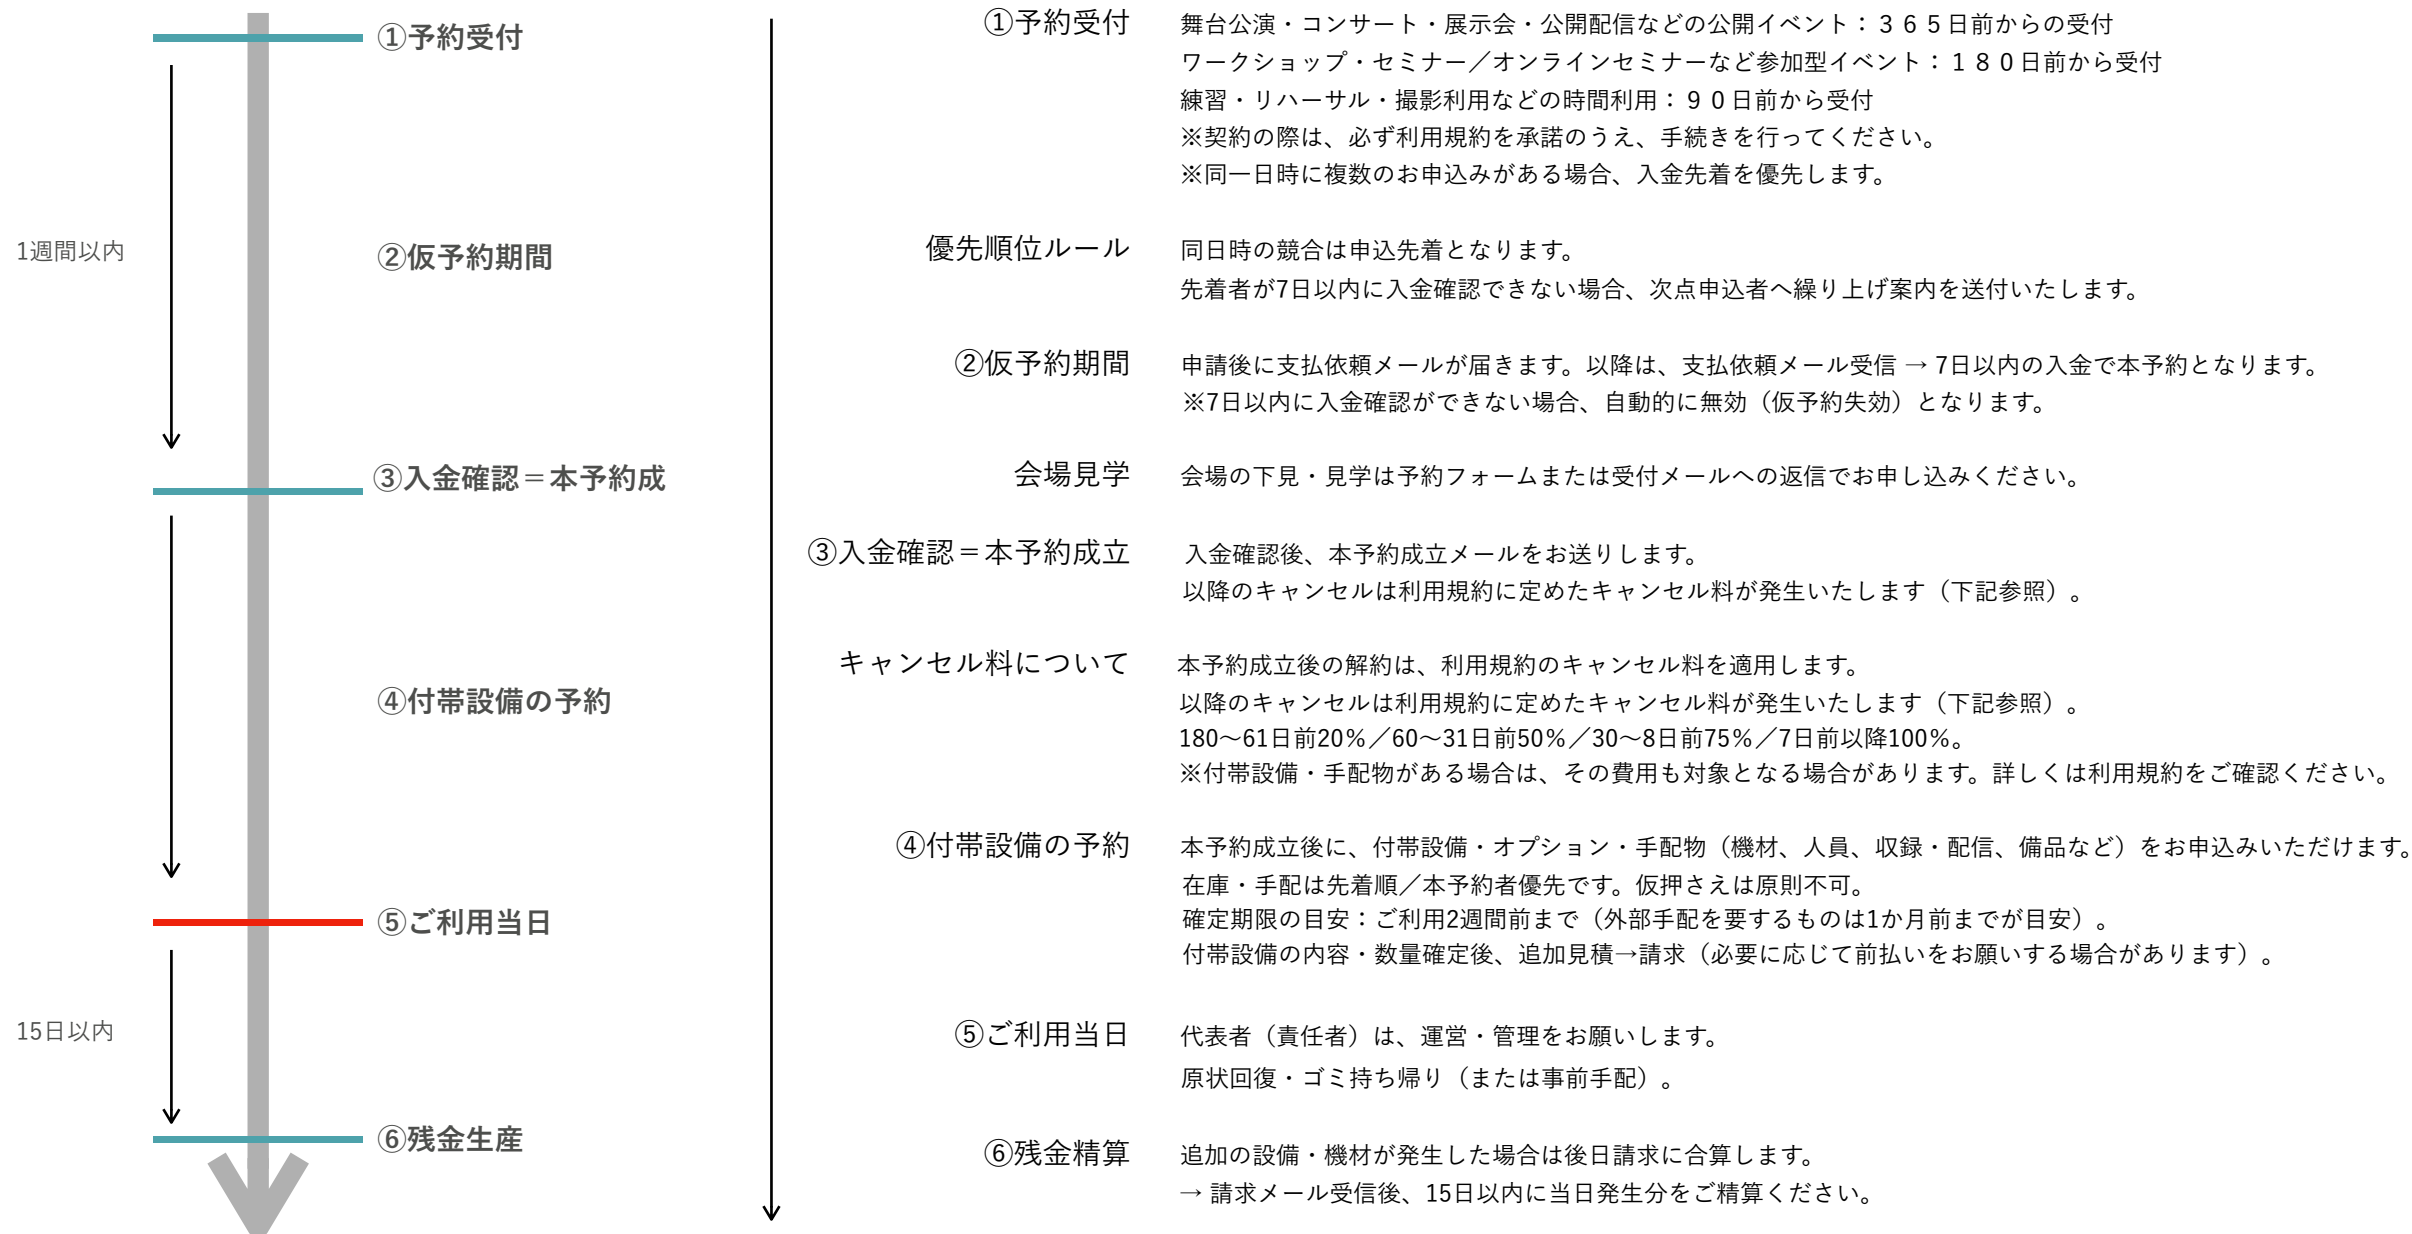 ①予約受付
1週間以内
②仮予約期間
③入金確認＝本予約成
④付帯設備の予約
⑤ご利用当日
15日以内
⑥残金生産
①予約受付
舞台公演・コンサート・展示会・公開配信などの公開イベント：３６５日前からの受付
ワークショップ・セミナー／オンラインセミナーなど参加型イベント：１８０日前から受付
練習・リハーサル・撮影利用などの時間利用：９０日前から受付
※契約の際は、必ず利用規約を承諾のうえ、手続きを行ってください。
※同一日時に複数のお申込みがある場合、入金先着を優先します。
優先順位ルール
同日時の競合は申込先着となります。
先着者が7日以内に入金確認できない場合、次点申込者へ繰り上げ案内を送付いたします。
②仮予約期間
申請後に支払依頼メールが届きます。以降は、支払依頼メール受信 → 7日以内の入金で本予約となります。
※7日以内に入金確認ができない場合、自動的に無効（仮予約失効）となります。
会場見学
会場の下見・見学は予約フォームまたは受付メールへの返信でお申し込みください。
③入金確認＝本予約成立
入金確認後、本予約成立メールをお送りします。
以降のキャンセルは利用規約に定めたキャンセル料が発生いたします（下記参照）。
キャンセル料について
本予約成立後の解約は、利用規約のキャンセル料を適用します。
以降のキャンセルは利用規約に定めたキャンセル料が発生いたします（下記参照）。
180〜61日前20％／60〜31日前50％／30〜8日前75％／7日前以降100％。
※付帯設備・手配物がある場合は、その費用も対象となる場合があります。詳しくは利用規約をご確認ください。
④付帯設備の予約
本予約成立後に、付帯設備・オプション・手配物（機材、人員、収録・配信、備品など）をお申込みいただけます。
在庫・手配は先着順／本予約者優先です。仮押さえは原則不可。
確定期限の目安：ご利用2週間前まで（外部手配を要するものは1か月前までが目安）。
付帯設備の内容・数量確定後、追加見積→請求（必要に応じて前払いをお願いする場合があります）。
⑤ご利用当日
代表者（責任者）は、運営・管理をお願いします。
原状回復・ゴミ持ち帰り（または事前手配）。
⑥残金精算
追加の設備・機材が発生した場合は後日請求に合算します。
→ 請求メール受信後、15日以内に当日発生分をご精算ください。